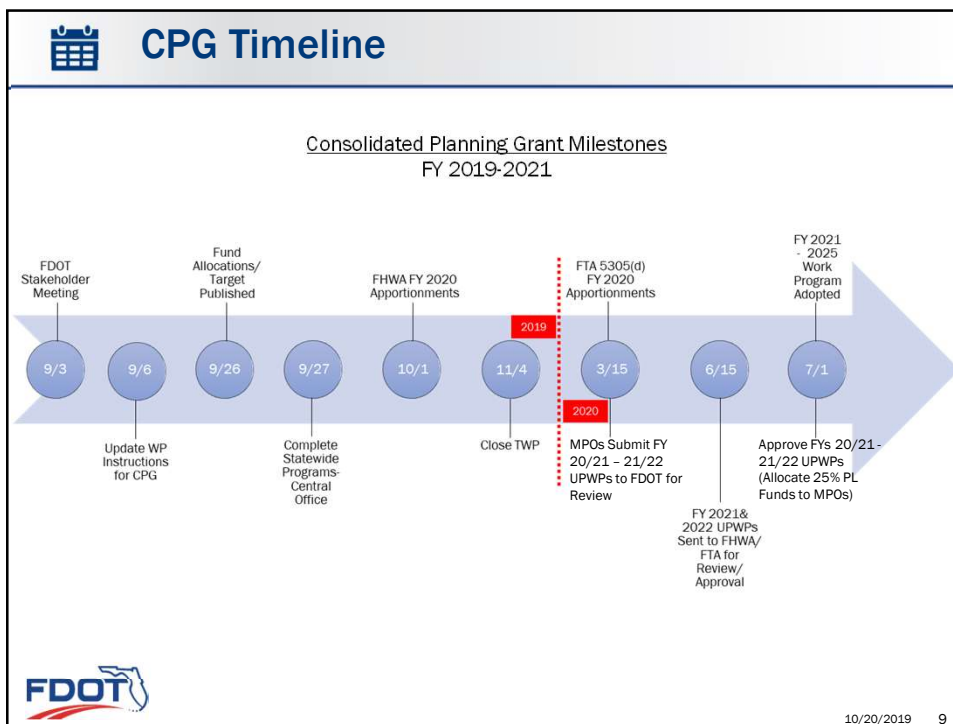 CPG Timeline
Consolidated Planning Grant Milestones
FY 2019-2021
FDOT
Stakeholder
Meeting
Fund
Allocations/
Target
Published
FHWA FY 2020
Apportionments
FTA 5305(d)
FY 2020
Apportionments
FY 2021
- 2025
Work
Program
Adopted
2019
9/3
9/6
9/26
9/27
10/1
11/4
3/15
6/15
7/1
2020
Update WP
Instructions
for CPG
Complete
Statewide
Programs-
Central
Office
Close TWP
MPOs Submit FY
20/21 – 21/22
UPWPs to FDOT for
Review
FY 2021&
2022 UPWPs
Sent to FHWA/
FTA for
Review/
Approval
Approve FYs 20/21 -
21/22 UPWPs
(Allocate 25% PL
Funds to MPOs)
FDOT
10/20/2019 9